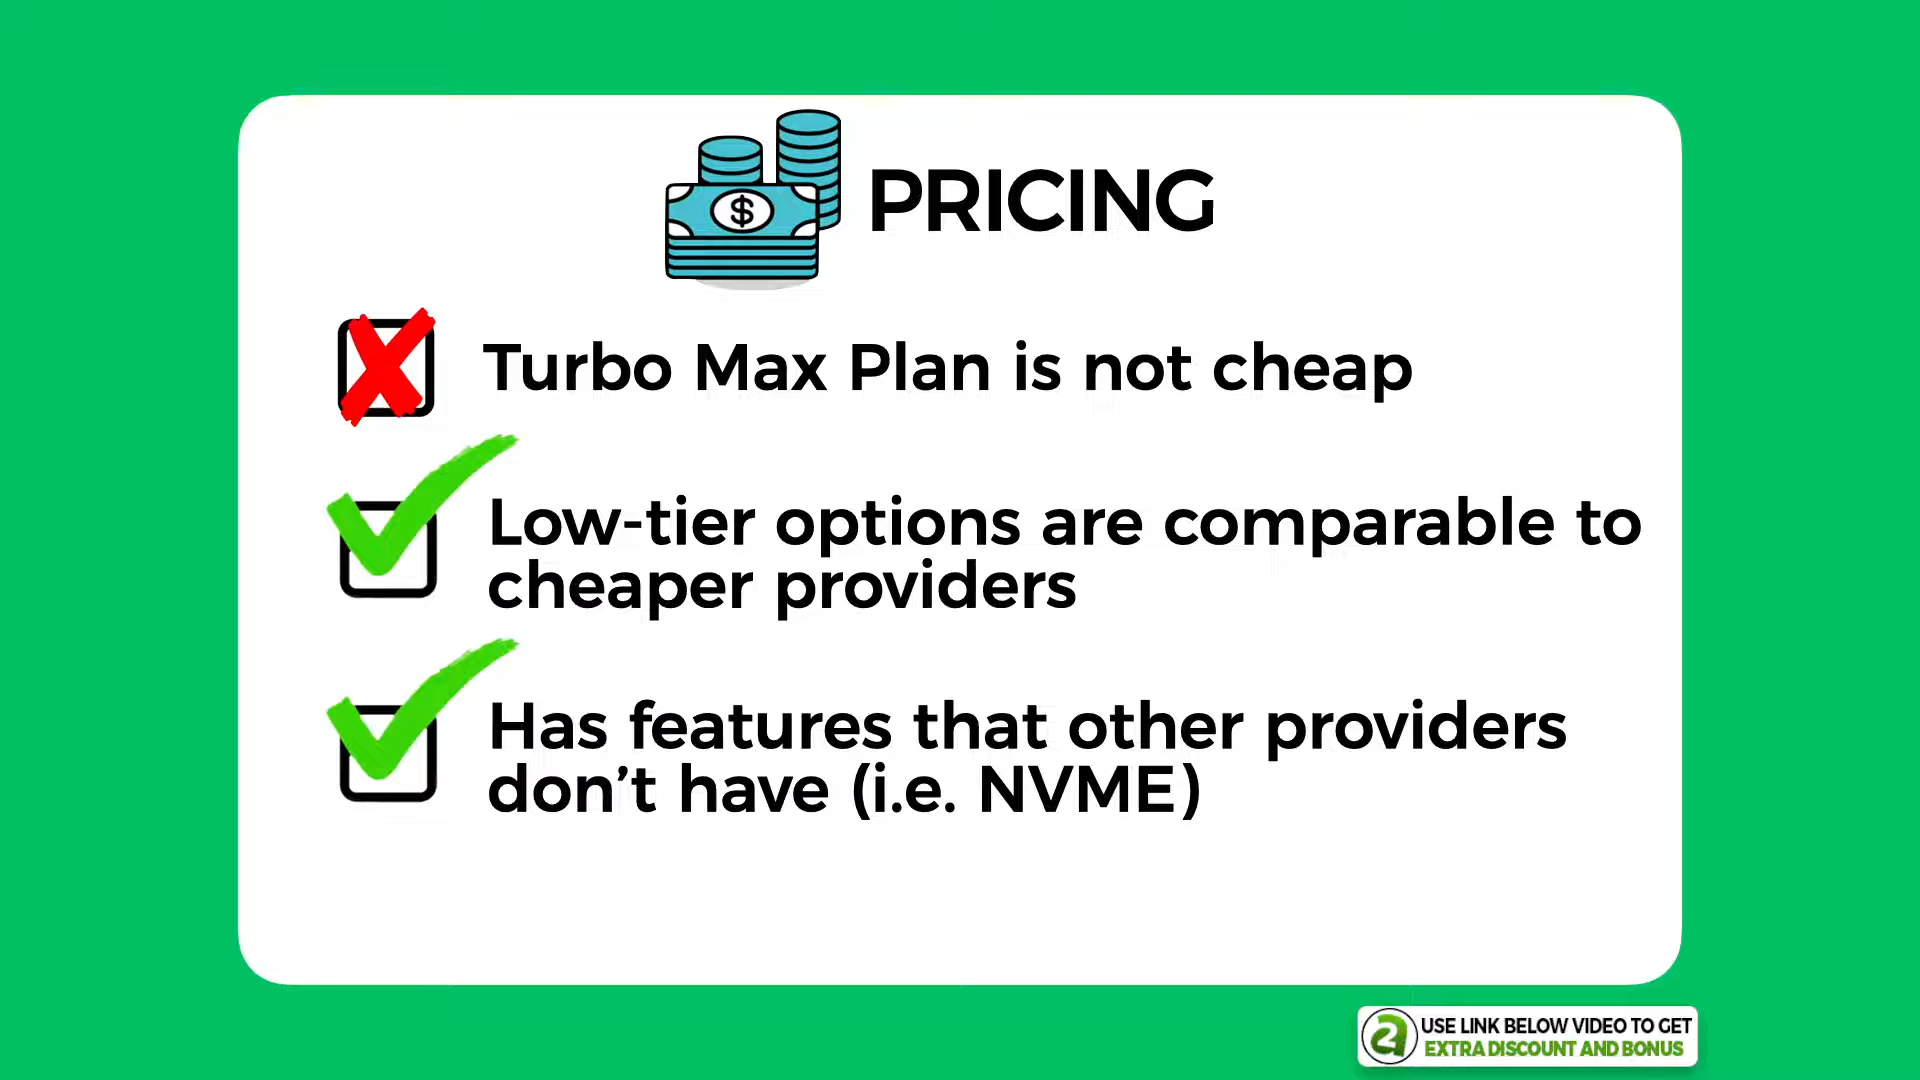 PRICING
Turbo Max Plan is not cheap
Low-tier options are comparable to
cheaper providers
Has features that other providers
don’t have (i.e. NVME)
USE LINK BELOW VIDEO TO GET
EXTRA DISCOUNT AND BONUS